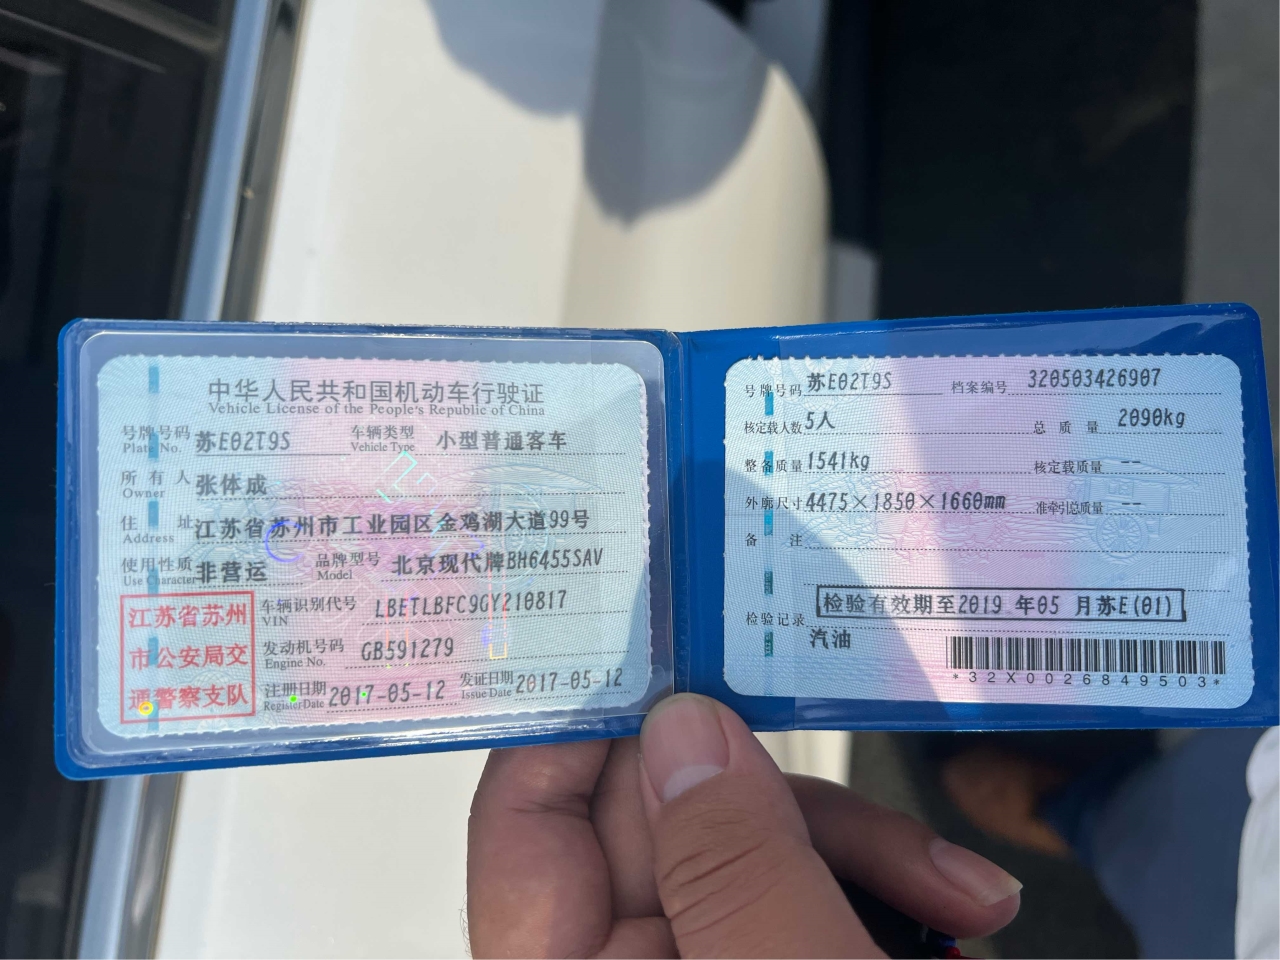 中华人民共和国机动车行驶证
Vehicle License of the People's Republic of China
号牌号码 苏E02T9S 车辆类型 小型普通客车
Plate No. Vehicle Type
所有人 张体成
Owner
住址 江苏省苏州市工业园区金鸡湖大道99号
Address
使用性质 非营运 品牌型号 北京现代牌BH6455SAV
Use Character Model
江苏省苏州
市公安局交
通警察支队
车辆识别代号 LBETLBFC9GY210817
VIN
发动机号码 GB591279
Engine No.
注册日期 2017-05-12 发证日期 2017-05-12
Register Date Issue Date
号牌号码 苏E02T9S 档案编号 320503426907
核定载人数 5人 总质量 2090kg
整备质量 1541kg 核定载质量 --
外廓尺寸 4475×1850×1660mm 准牵引总质量 --
备注
检验记录 检验有效期至2019 年05 月苏E(01)
汽油
*32X0026849503*